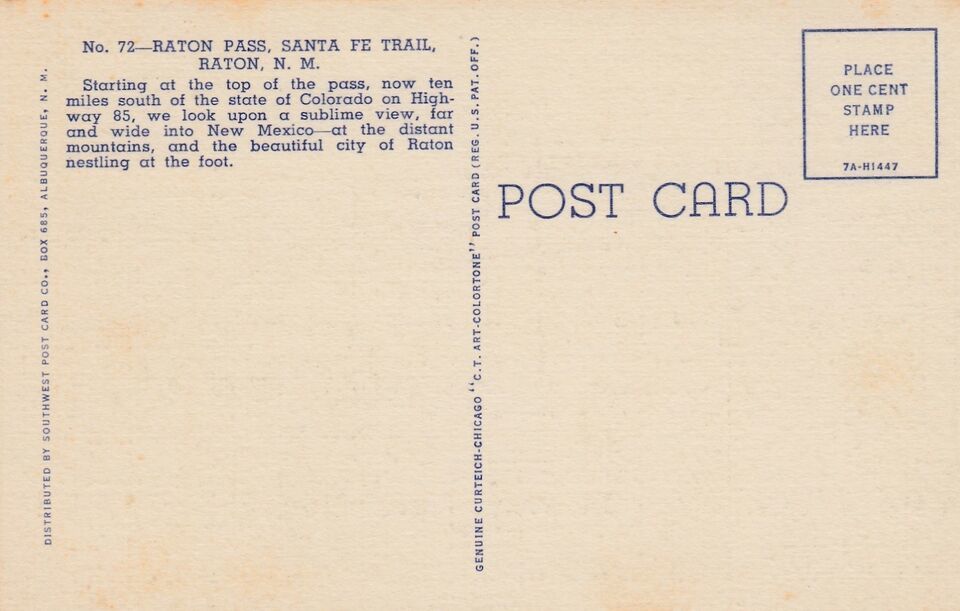 No. 72—RATON PASS, SANTA FE TRAIL,
RATON, N. M.
Starting at the top of the pass, now ten
miles south of the state of Colorado on High-
way 85, we look upon a sublime view, far
and wide into New Mexico—at the distant
mountains, and the beautiful city of Raton
nestling at the foot.
DISTRIBUTED BY SOUTHWEST POST CARD CO., BOX 685, ALBUQUERQUE, N. M.
GENUINE CURTEICH-CHICAGO "C.T. ART-COLORTONE" POST CARD (REG. U.S. PAT. OFF.)
POST CARD
PLACE
ONE CENT
STAMP
HERE
7A-H1447